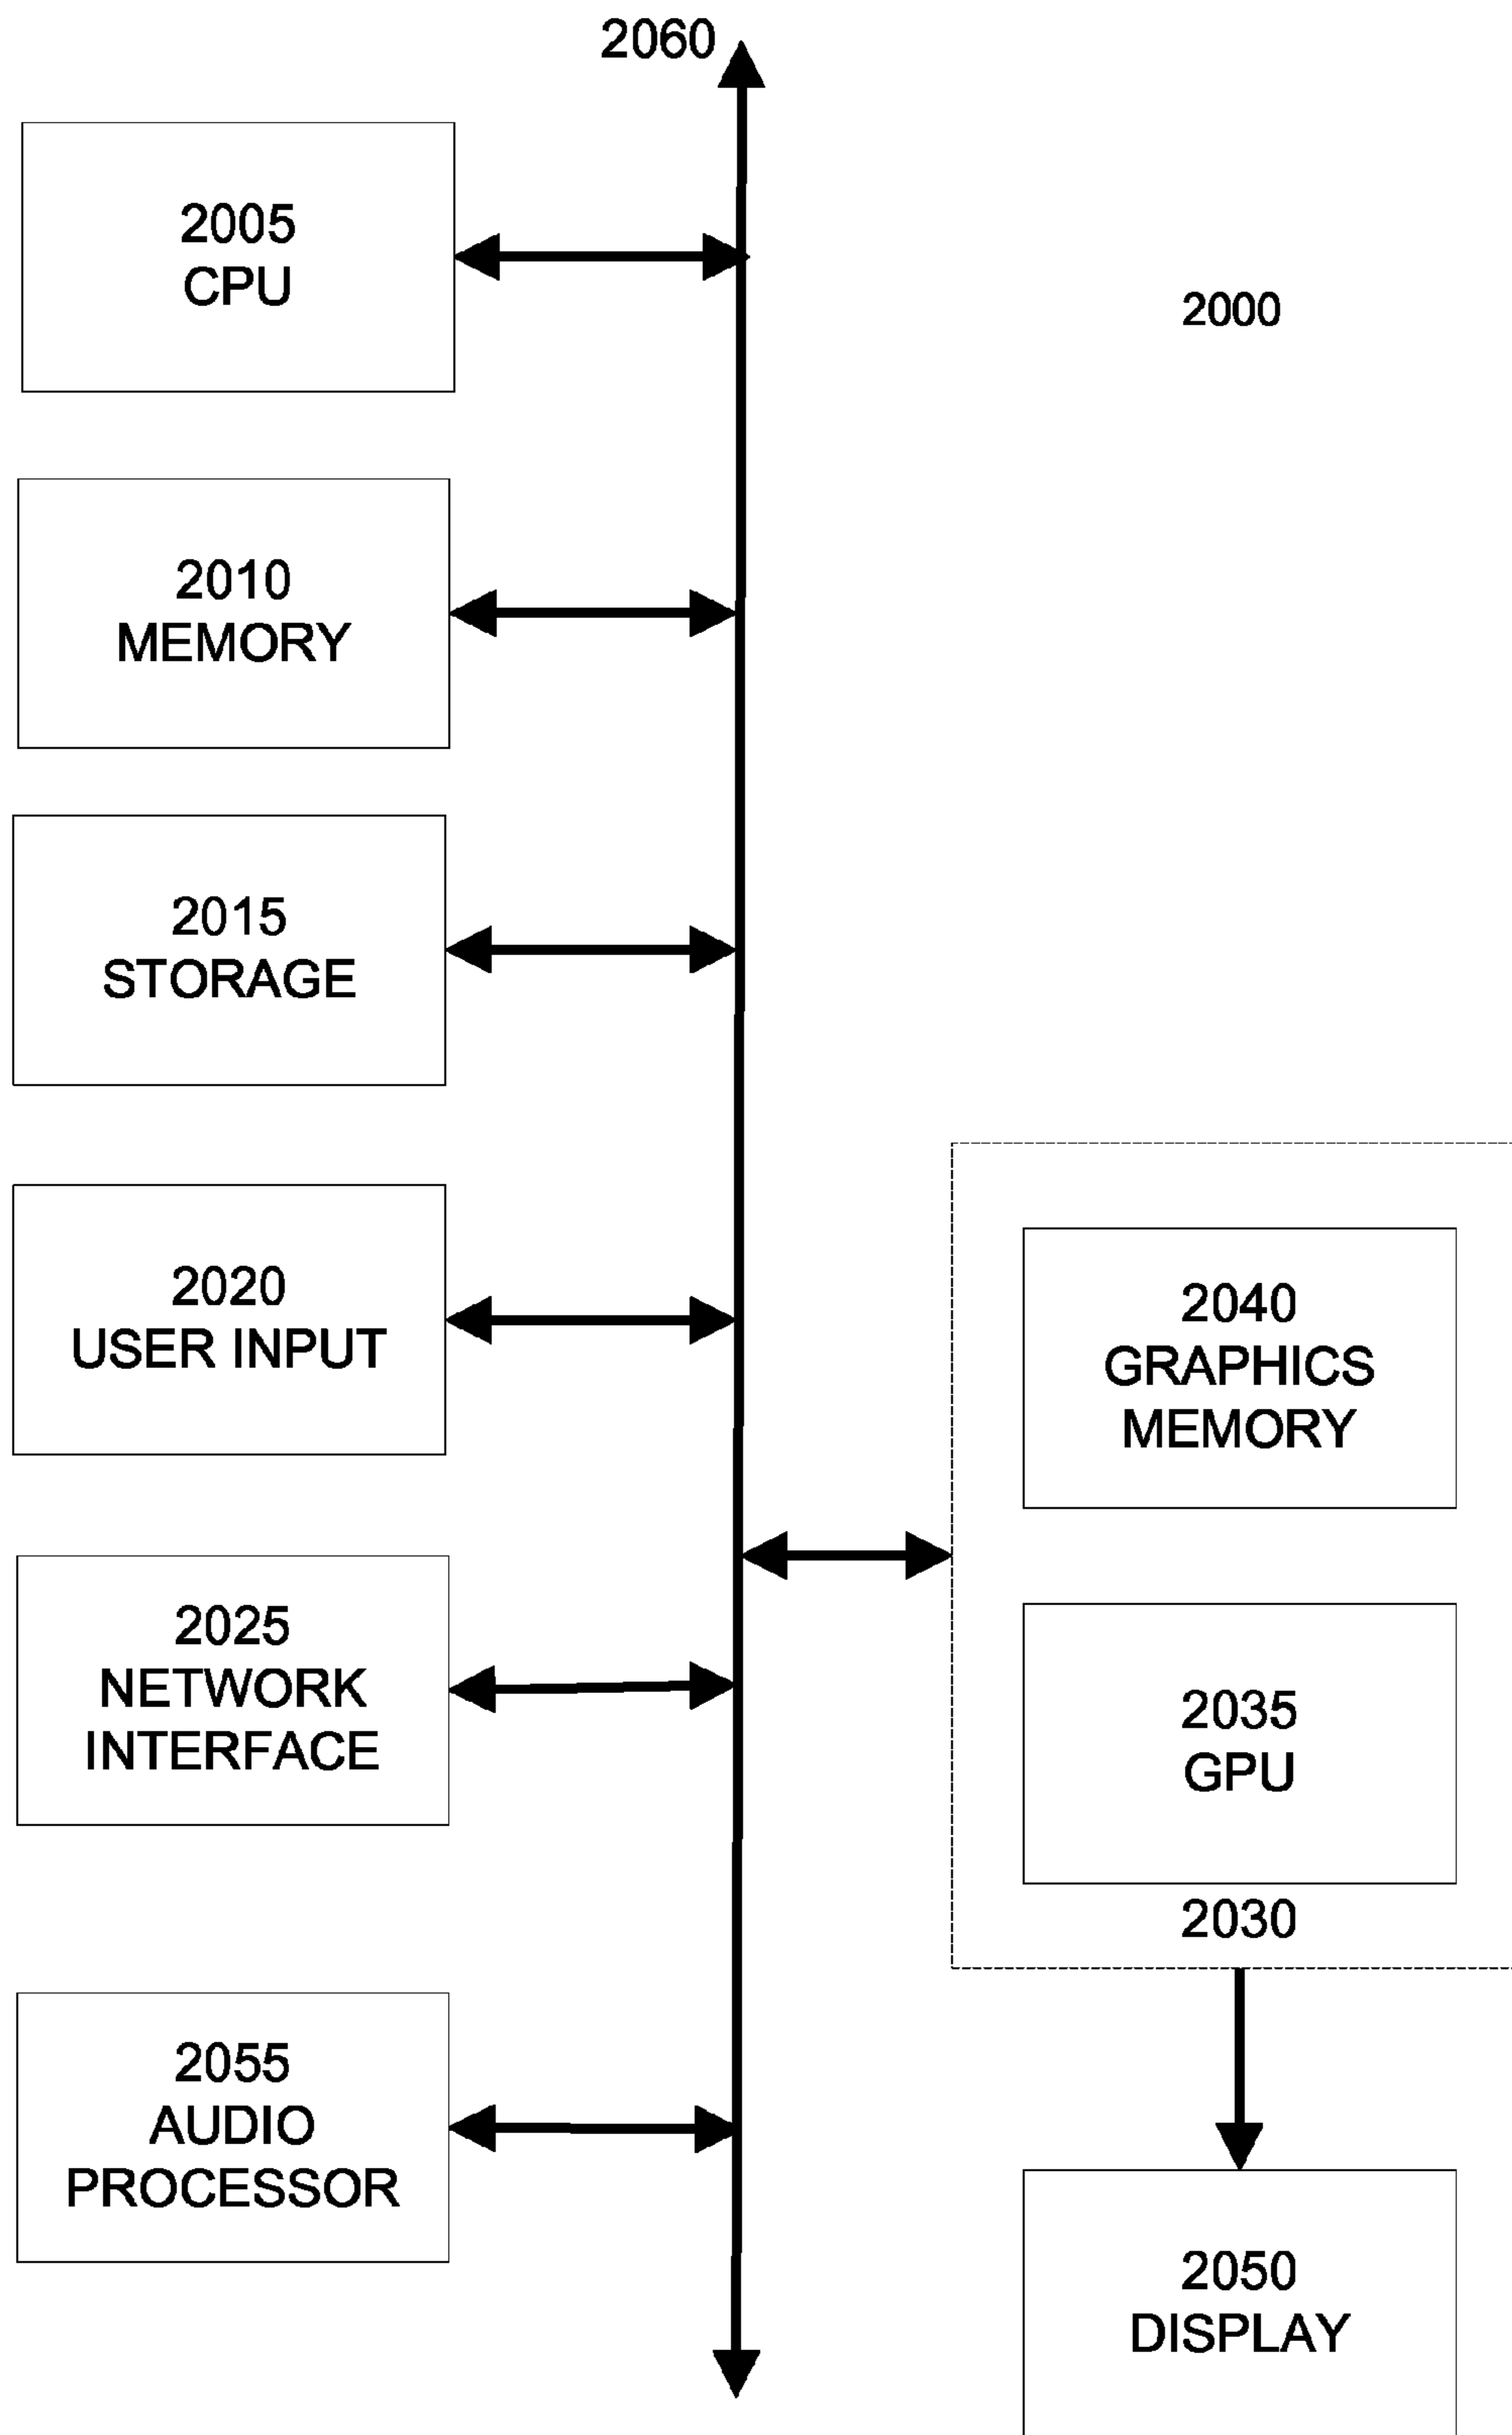 2060
2005
CPU
2000
2010
MEMORY
2015
STORAGE
2020
USER INPUT
2040
GRAPHICS
MEMORY
2025
NETWORK
INTERFACE
2035
GPU
2030
2055
AUDIO
PROCESSOR
2050
DISPLAY